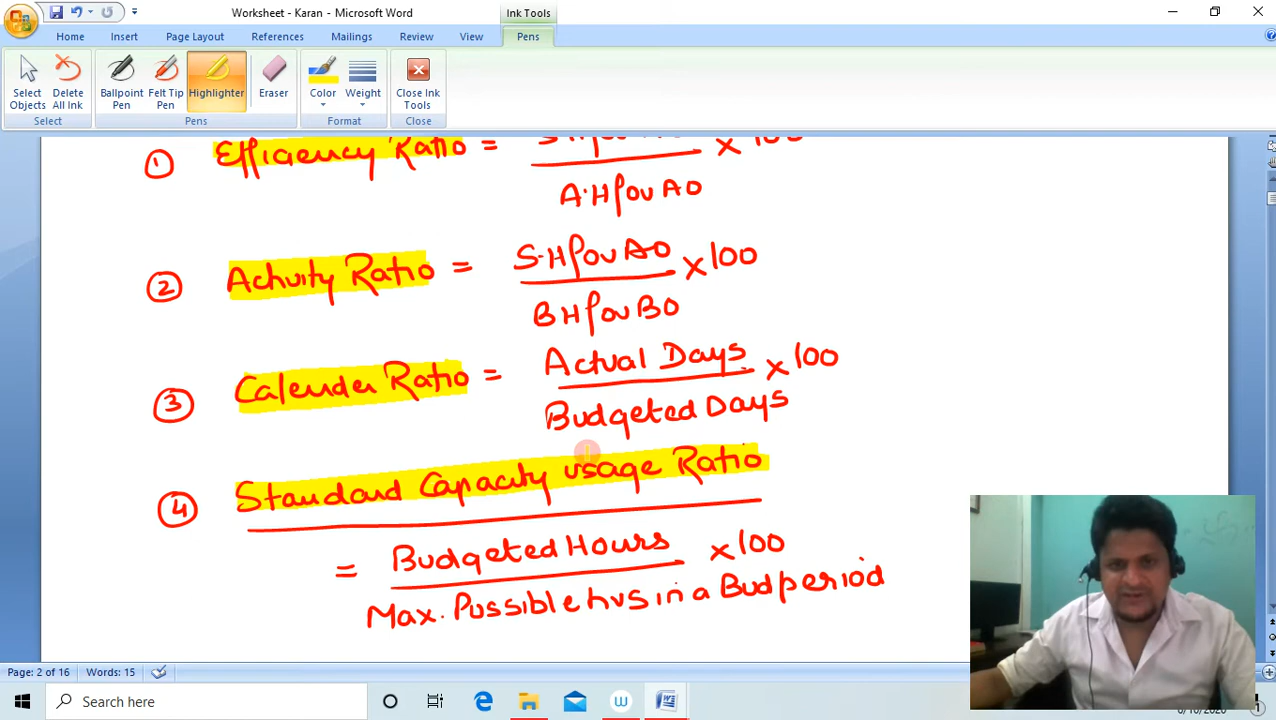 Worksheet - Karan - Microsoft Word
Ink Tools
Home Insert Page Layout References Mailings Review View Pens
Select Objects
Delete All Ink
Ballpoint Pen
Felt Tip Pen
Highlighter
Eraser
Color
Weight
Close Ink Tools
Select Pens Format Close
① Efficiency Ratio = × 100
A·H for AO
② Activity Ratio = S·H for AO × 100
BH for BO
③ Calender Ratio = Actual Days × 100
Budgeted Days
④ Standard Capacity usage Ratio
= Budgeted Hours × 100
Max. Possible hrs in a Bud period
Page: 2 of 16 Words: 15
Search here